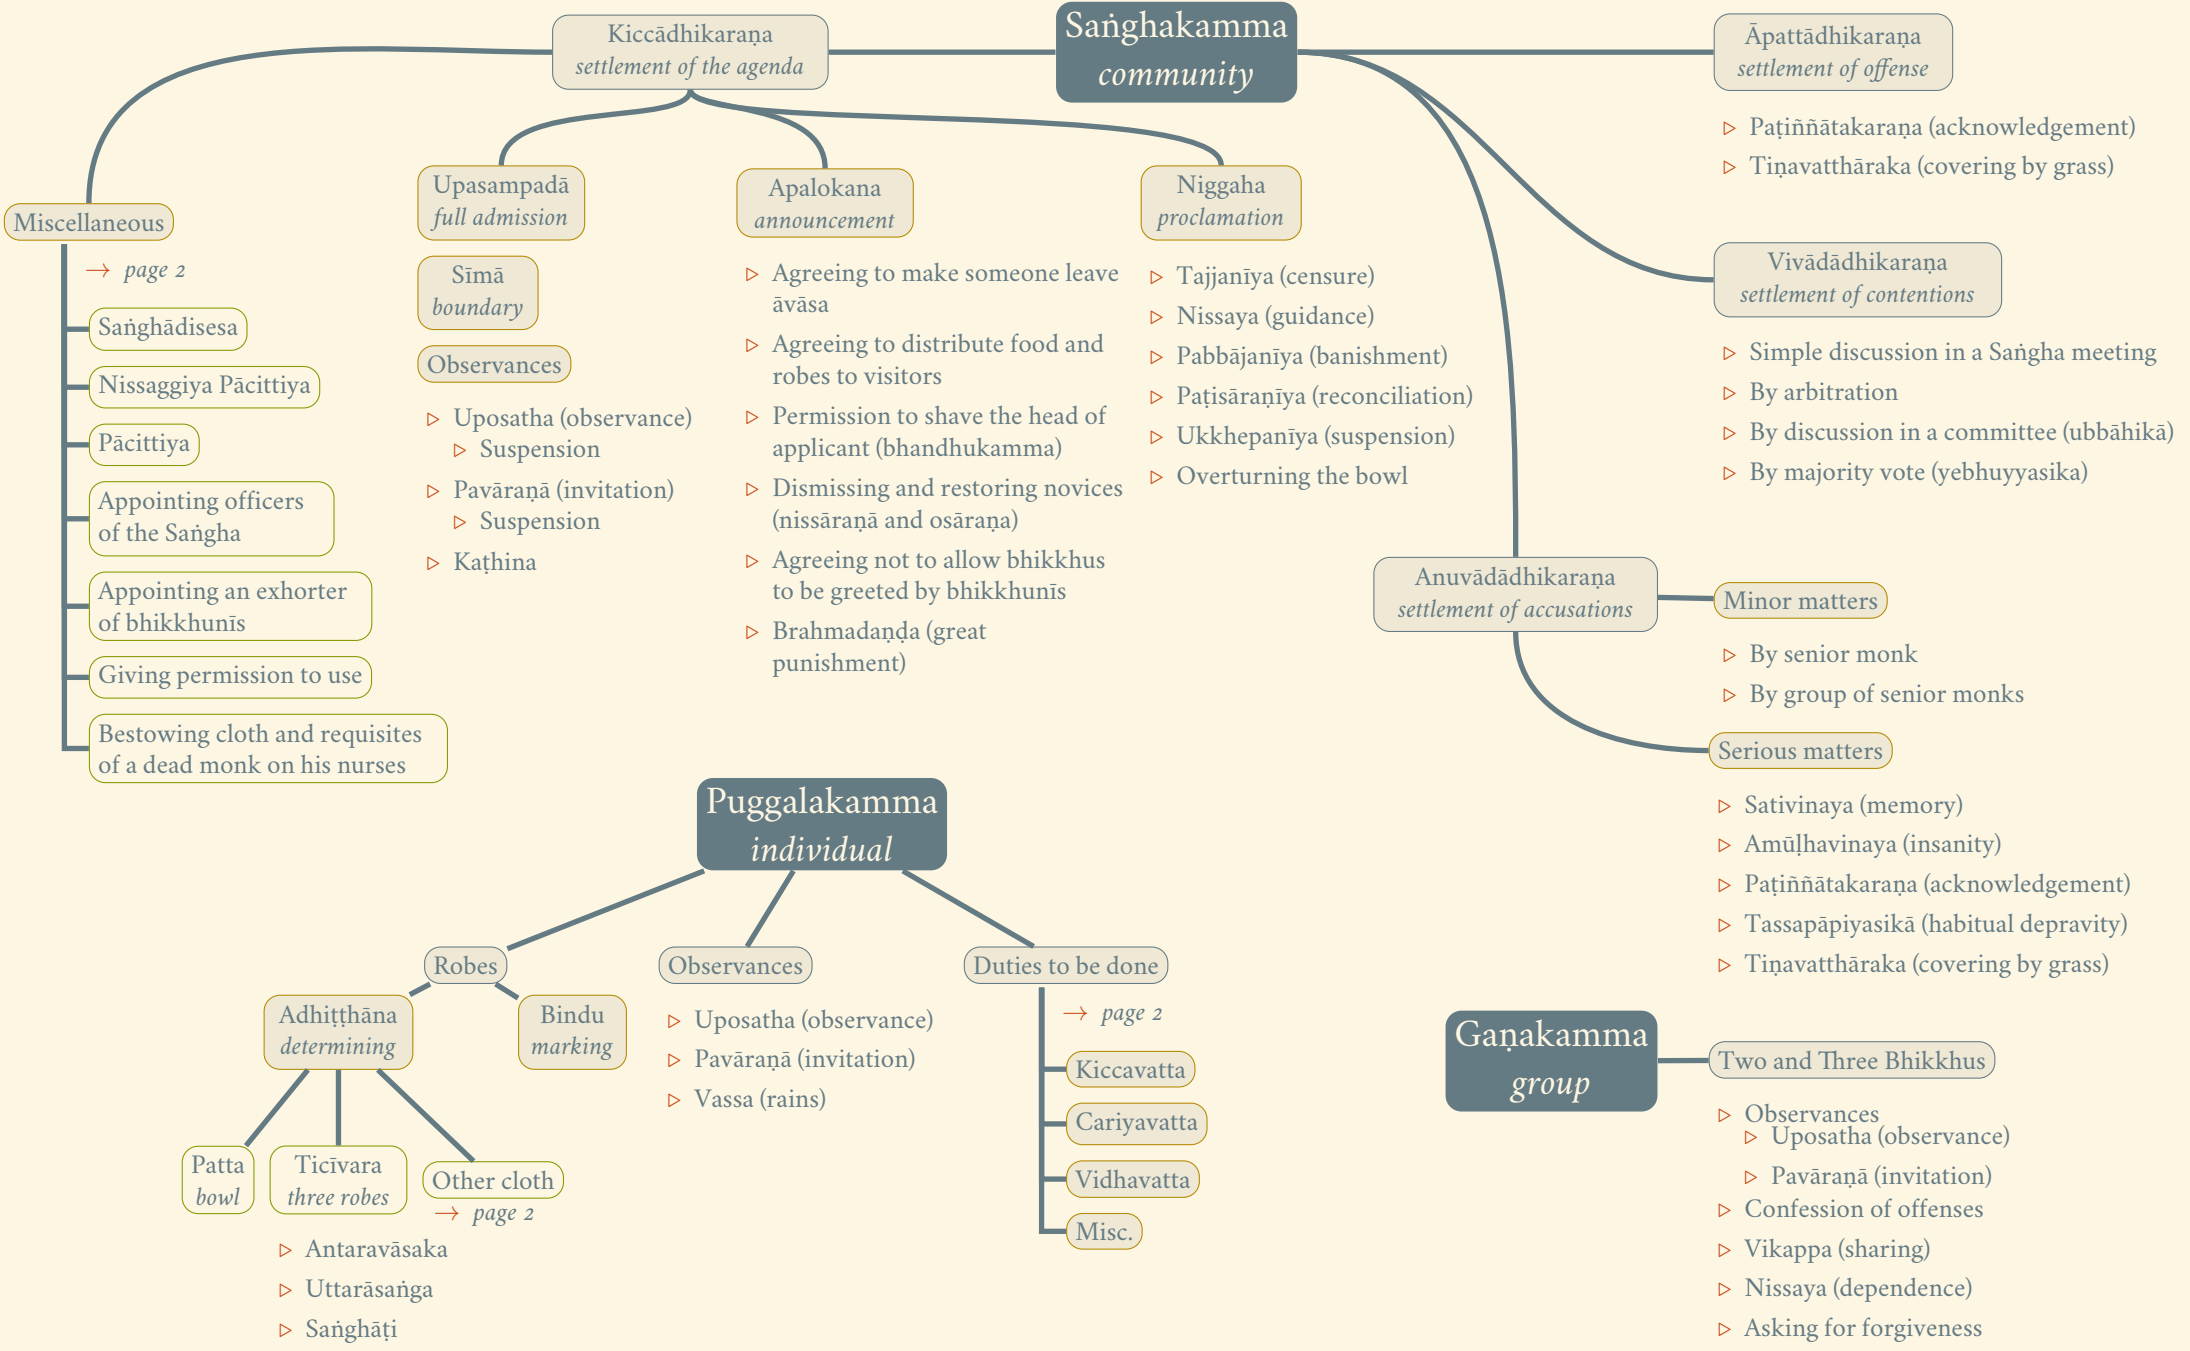 Saṅghakamma
community
Kiccādhikaraṇa
settlement of the agenda
Miscellaneous
→ page 2
Saṅghādisesa
Nissaggiya Pācittiya
Pācittiya
Appointing officers
of the Saṅgha
Appointing an exhorter
of bhikkhunīs
Giving permission to use
Bestowing cloth and requisites
of a dead monk on his nurses
Upasampadā
full admission
Sīmā
boundary
Observances
▷ Uposatha (observance)
▷ Suspension
▷ Pavāraṇā (invitation)
▷ Suspension
▷ Kaṭhina
Apalokana
announcement
▷ Agreeing to make someone leave
āvāsa
▷ Agreeing to distribute food and
robes to visitors
▷ Permission to shave the head of
applicant (bhandhukamma)
▷ Dismissing and restoring novices
(nissāraṇā and osāraṇa)
▷ Agreeing not to allow bhikkhus
to be greeted by bhikkhunīs
▷ Brahmadaṇḍa (great
punishment)
Niggaha
proclamation
▷ Tajjanīya (censure)
▷ Nissaya (guidance)
▷ Pabbājanīya (banishment)
▷ Paṭisāraṇīya (reconciliation)
▷ Ukkhepanīya (suspension)
▷ Overturning the bowl
Āpattādhikaraṇa
settlement of offense
▷ Paṭiññātakaraṇa (acknowledgement)
▷ Tiṇavatthāraka (covering by grass)
Vivādādhikaraṇa
settlement of contentions
▷ Simple discussion in a Saṅgha meeting
▷ By arbitration
▷ By discussion in a committee (ubbāhikā)
▷ By majority vote (yebhuyyasika)
Anuvādādhikaraṇa
settlement of accusations
Minor matters
▷ By senior monk
▷ By group of senior monks
Serious matters
▷ Sativinaya (memory)
▷ Amūḷhavinaya (insanity)
▷ Paṭiññātakaraṇa (acknowledgement)
▷ Tassapāpiyasikā (habitual depravity)
▷ Tiṇavatthāraka (covering by grass)
Puggalakamma
individual
Robes
Adhiṭṭhāna
determining
Bindu
marking
Patta
bowl
Ticīvara
three robes
Other cloth
→ page 2
▷ Antaravāsaka
▷ Uttarāsaṅga
▷ Saṅghāṭi
Observances
▷ Uposatha (observance)
▷ Pavāraṇā (invitation)
▷ Vassa (rains)
Duties to be done
→ page 2
Kiccavatta
Cariyavatta
Vidhavatta
Misc.
Gaṇakamma
group
Two and Three Bhikkhus
▷ Observances
▷ Uposatha (observance)
▷ Pavāraṇā (invitation)
▷ Confession of offenses
▷ Vikappa (sharing)
▷ Nissaya (dependence)
▷ Asking for forgiveness